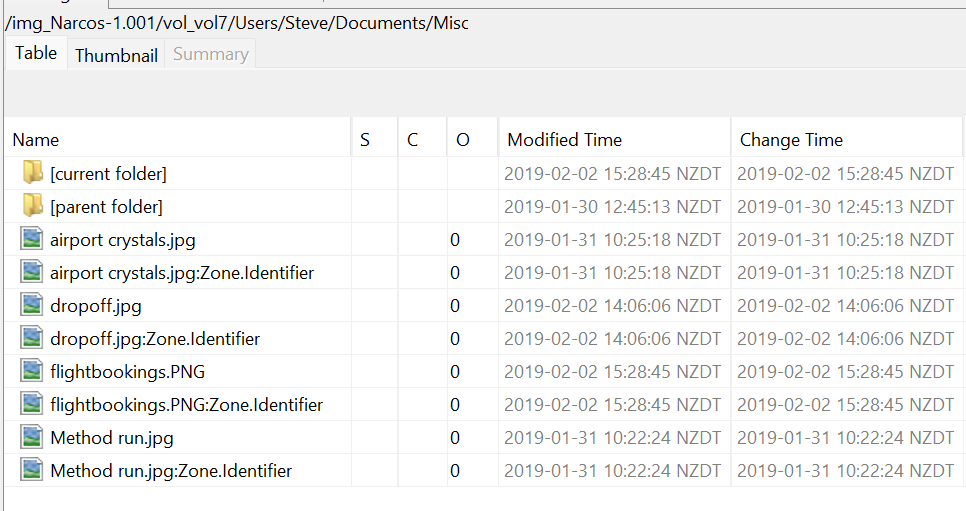 /img_Narcos-1.001/vol_vol7/Users/Steve/Documents/Misc
Table Thumbnail Summary
Name S C O Modified Time Change Time
[current folder] 2019-02-02 15:28:45 NZDT 2019-02-02 15:28:45 NZDT
[parent folder] 2019-01-30 12:45:13 NZDT 2019-01-30 12:45:13 NZDT
airport crystals.jpg 0 2019-01-31 10:25:18 NZDT 2019-01-31 10:25:18 NZDT
airport crystals.jpg:Zone.Identifier 0 2019-01-31 10:25:18 NZDT 2019-01-31 10:25:18 NZDT
dropoff.jpg 0 2019-02-02 14:06:06 NZDT 2019-02-02 14:06:06 NZDT
dropoff.jpg:Zone.Identifier 0 2019-02-02 14:06:06 NZDT 2019-02-02 14:06:06 NZDT
flightbookings.PNG 0 2019-02-02 15:28:45 NZDT 2019-02-02 15:28:45 NZDT
flightbookings.PNG:Zone.Identifier 0 2019-02-02 15:28:45 NZDT 2019-02-02 15:28:45 NZDT
Method run.jpg 0 2019-01-31 10:22:24 NZDT 2019-01-31 10:22:24 NZDT
Method run.jpg:Zone.Identifier 0 2019-01-31 10:22:24 NZDT 2019-01-31 10:22:24 NZDT